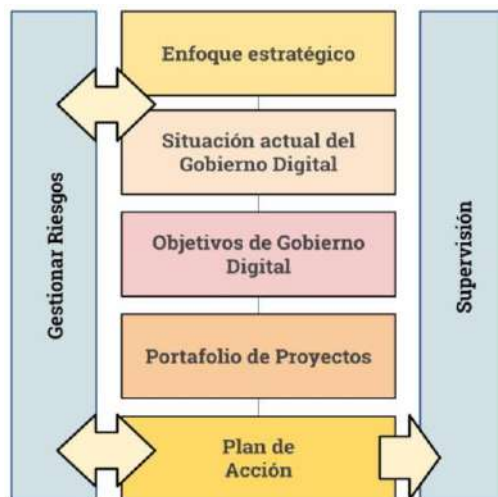 Enfoque estratégico
Situación actual del
Gobierno Digital
Objetivos de Gobierno
Digital
Portafolio de Proyectos
Plan de
Acción
Gestionar Riesgos
Supervisión